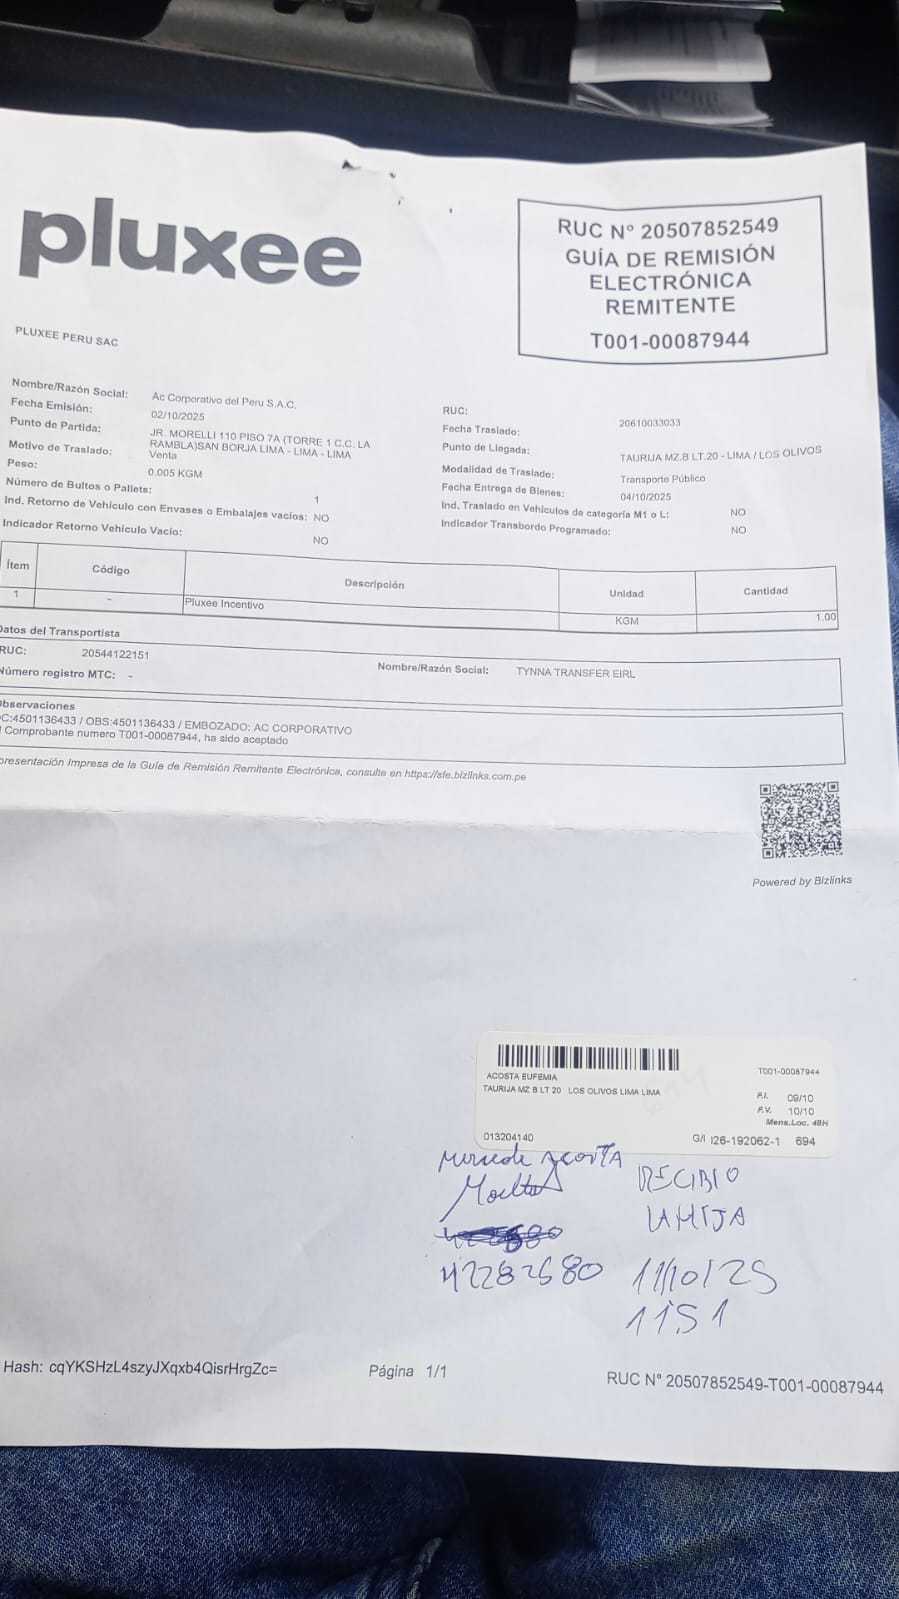 pluxee
RUC Nº 20507852549
GUÍA DE REMISIÓN
ELECTRÓNICA
REMITENTE
T001-00087944
PLUXEE PERU SAC
Nombre/Razón Social: Ac Corporativo del Peru S.A.C.
Fecha Emisión: 02/10/2025
Punto de Partida: JR. MORELLI 110 PISO 7A (TORRE 1 C.C. LA
RAMBLA)SAN BORJA LIMA - LIMA - LIMA
Motivo de Traslado: Venta
Peso: 0.005 KGM
Número de Bultos o Pallets: 1
Ind. Retorno de Vehículo con Envases o Embalajes vacíos: NO
Indicador Retorno Vehículo Vacío: NO
RUC: 20610033033
Fecha Traslado:
Punto de Llegada: TAURIJA MZ.B LT.20 - LIMA / LOS OLIVOS
Modalidad de Traslado: Transporte Público
Fecha Entrega de Bienes: 04/10/2025
Ind. Traslado en Vehículos de categoría M1 o L: NO
Indicador Transbordo Programado: NO
Ítem Código Descripción Unidad Cantidad
1 - Pluxee Incentivo KGM 1.00
Datos del Transportista
RUC: 20544122151 Nombre/Razón Social: TYNNA TRANSFER EIRL
Número registro MTC: -
Observaciones
OC:4501136433 / OBS:4501136433 / EMBOZADO: AC CORPORATIVO
l Comprobante numero T001-00087944, ha sido aceptado
presentación Impresa de la Guía de Remisión Remitente Electrónica, consulte en https://sfe.bizlinks.com.pe
Powered by Bizlinks
ACOSTA EUFEMIA
TAURIJA MZ B LT 20 LOS OLIVOS LIMA LIMA
T001-00087944
F.I. 09/10
F.V. 10/10
Mens.Loc. 48H
013204140 G/I I26-192062-1 694
Acosta
42282680
RECIBIO
LA HIJA
11/10/25
1151
Hash: cqYKSHzL4szyJXqxb4QisrHrgZc=
Página 1/1
RUC Nº 20507852549-T001-00087944